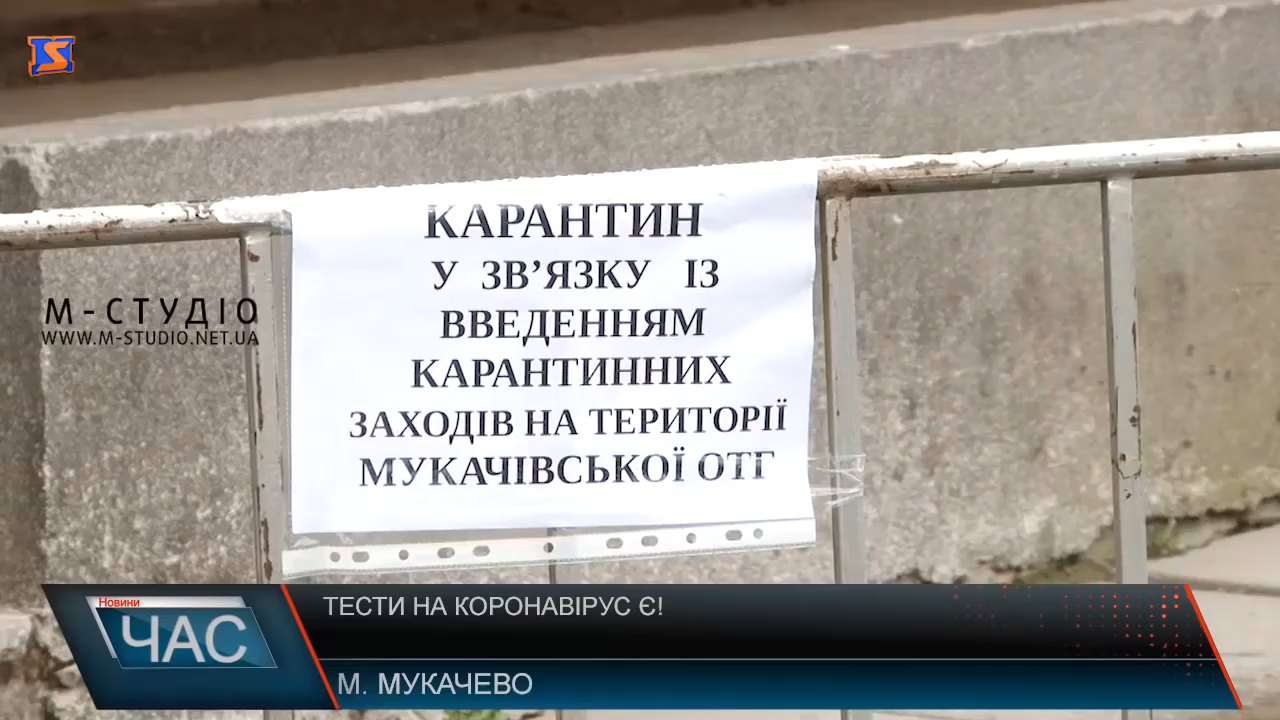 КАРАНТИН
У ЗВ’ЯЗКУ ІЗ
ВВЕДЕННЯМ
КАРАНТИННИХ
ЗАХОДІВ НА ТЕРИТОРІЇ
МУКАЧІВСЬКОЇ ОТГ
М-СТУДІО
WWW.M-STUDIO.NET.UA
Новини
ЧАС
ТЕСТИ НА КОРОНАВІРУС Є!
М. МУКАЧЕВО